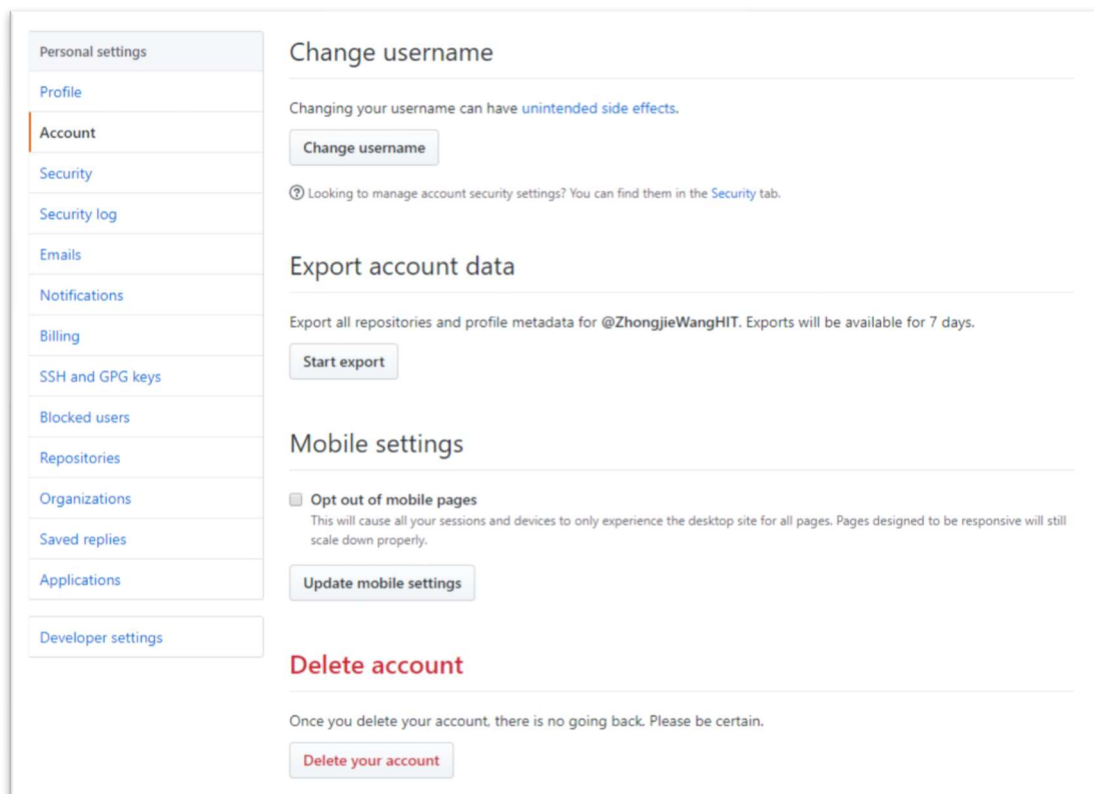 Personal settings
Profile
Account
Security
Security log
Emails
Notifications
Billing
SSH and GPG keys
Blocked users
Repositories
Organizations
Saved replies
Applications
Developer settings
Change username
Changing your username can have unintended side effects.
Change username
Looking to manage account security settings? You can find them in the Security tab.
Export account data
Export all repositories and profile metadata for @ZhongjieWangHIT. Exports will be available for 7 days.
Start export
Mobile settings
Opt out of mobile pages
This will cause all your sessions and devices to only experience the desktop site for all pages. Pages designed to be responsive will still
scale down properly.
Update mobile settings
Delete account
Once you delete your account, there is no going back. Please be certain.
Delete your account